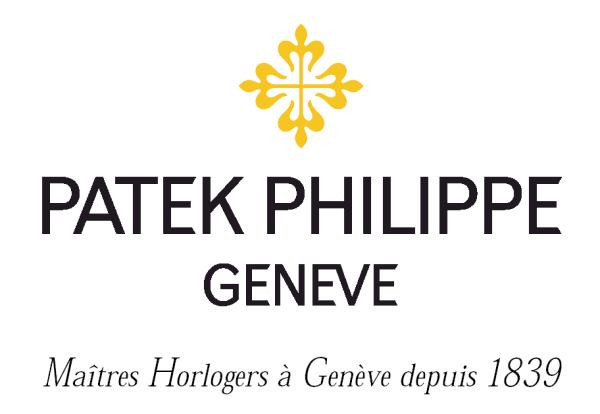 PATEK PHILIPPE
GENEVE
Maîtres Horlogers à Genève depuis 1839